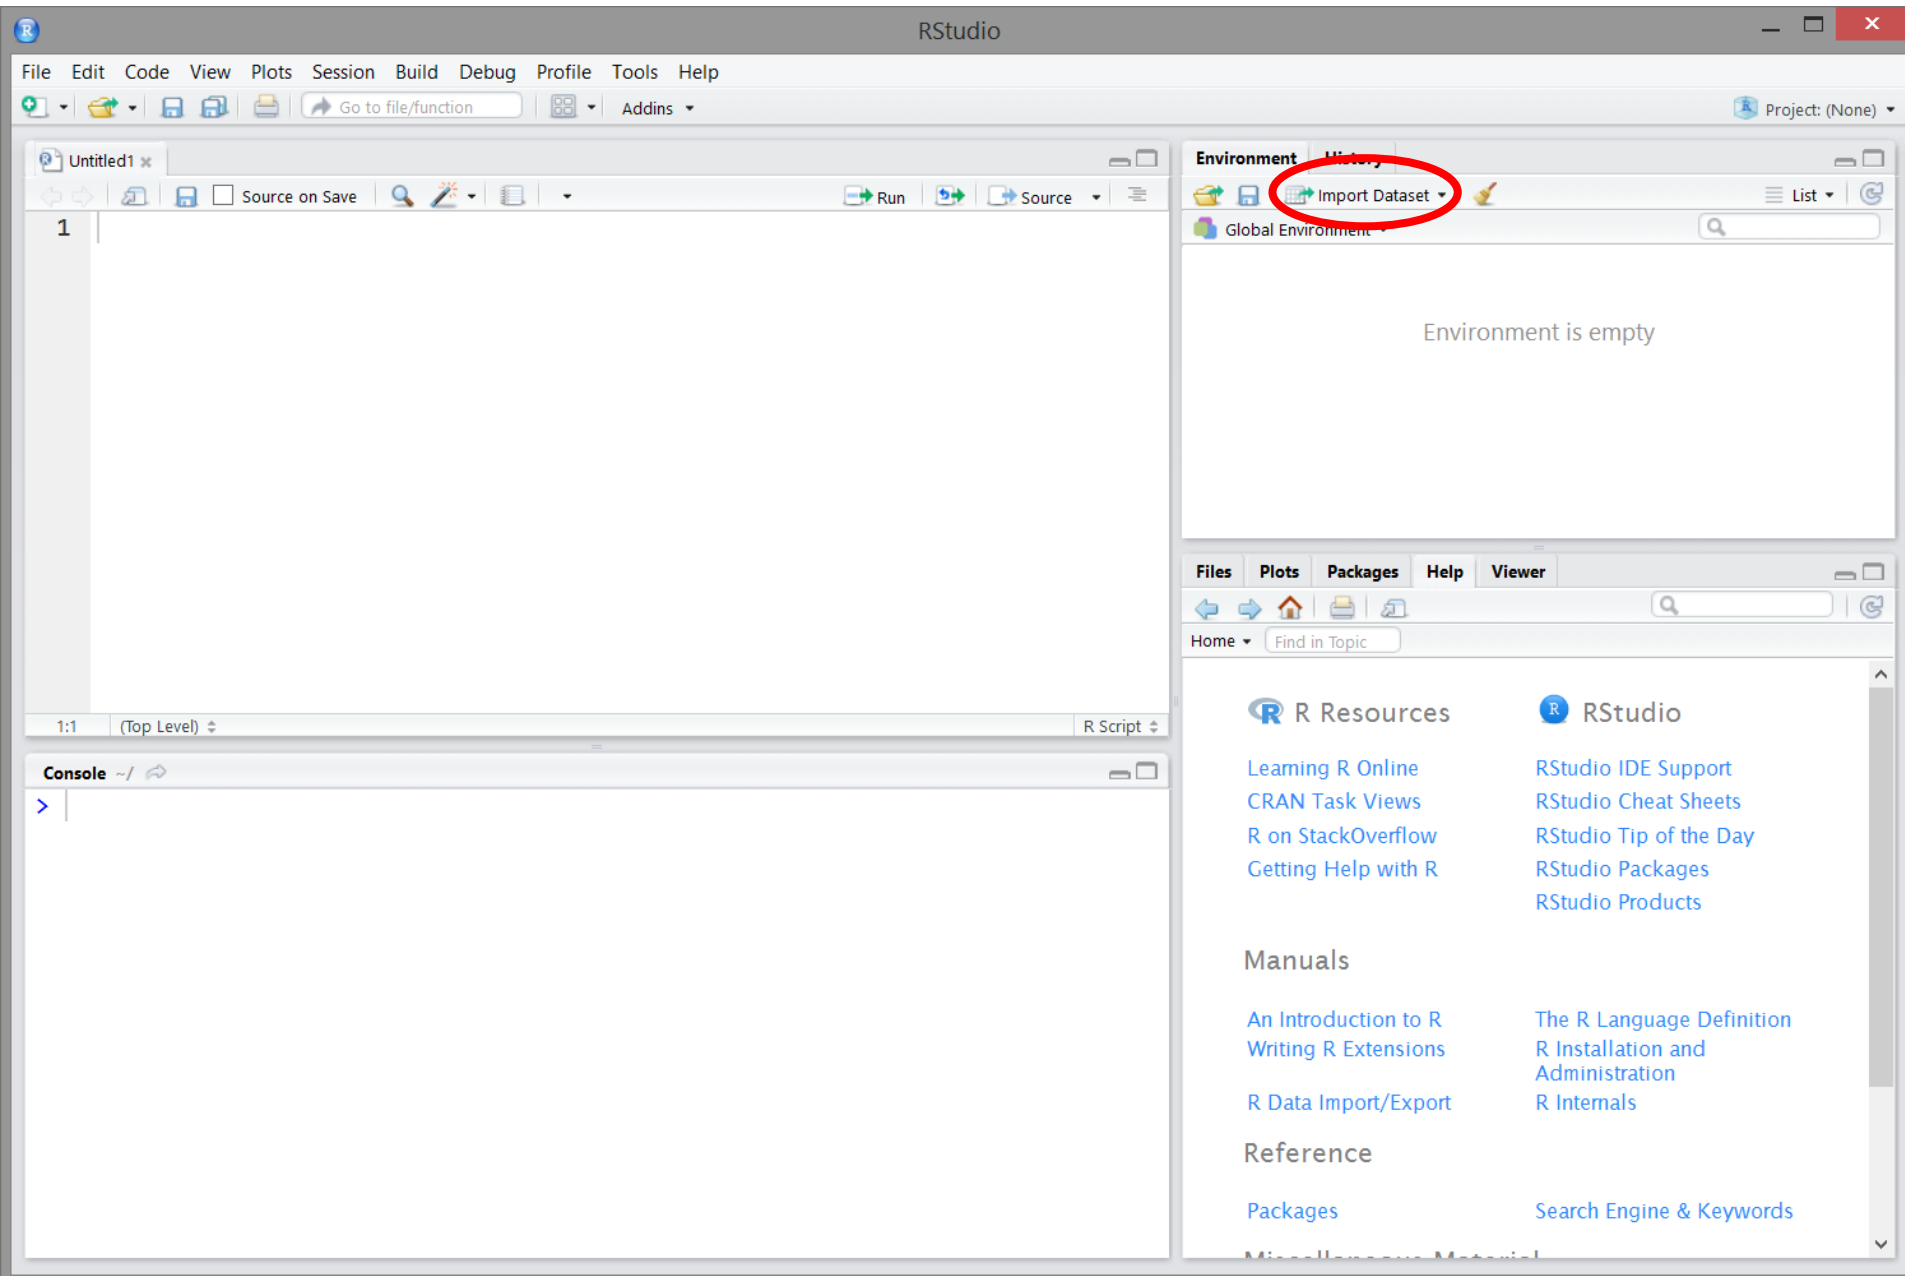 RStudio
File Edit Code View Plots Session Build Debug Profile Tools Help
Go to file/function Addins Project: (None)
Untitled1
Source on Save Run Source
1
1:1 (Top Level) R Script
Console ~/
>
Environment History
Import Dataset List
Global Environment
Environment is empty
Files Plots Packages Help Viewer
Home Find in Topic
R Resources
Learning R Online
CRAN Task Views
R on StackOverflow
Getting Help with R
RStudio
RStudio IDE Support
RStudio Cheat Sheets
RStudio Tip of the Day
RStudio Packages
RStudio Products
Manuals
An Introduction to R
Writing R Extensions
R Data Import/Export
The R Language Definition
R Installation and
Administration
R Internals
Reference
Packages
Search Engine & Keywords
Miscellaneous Material